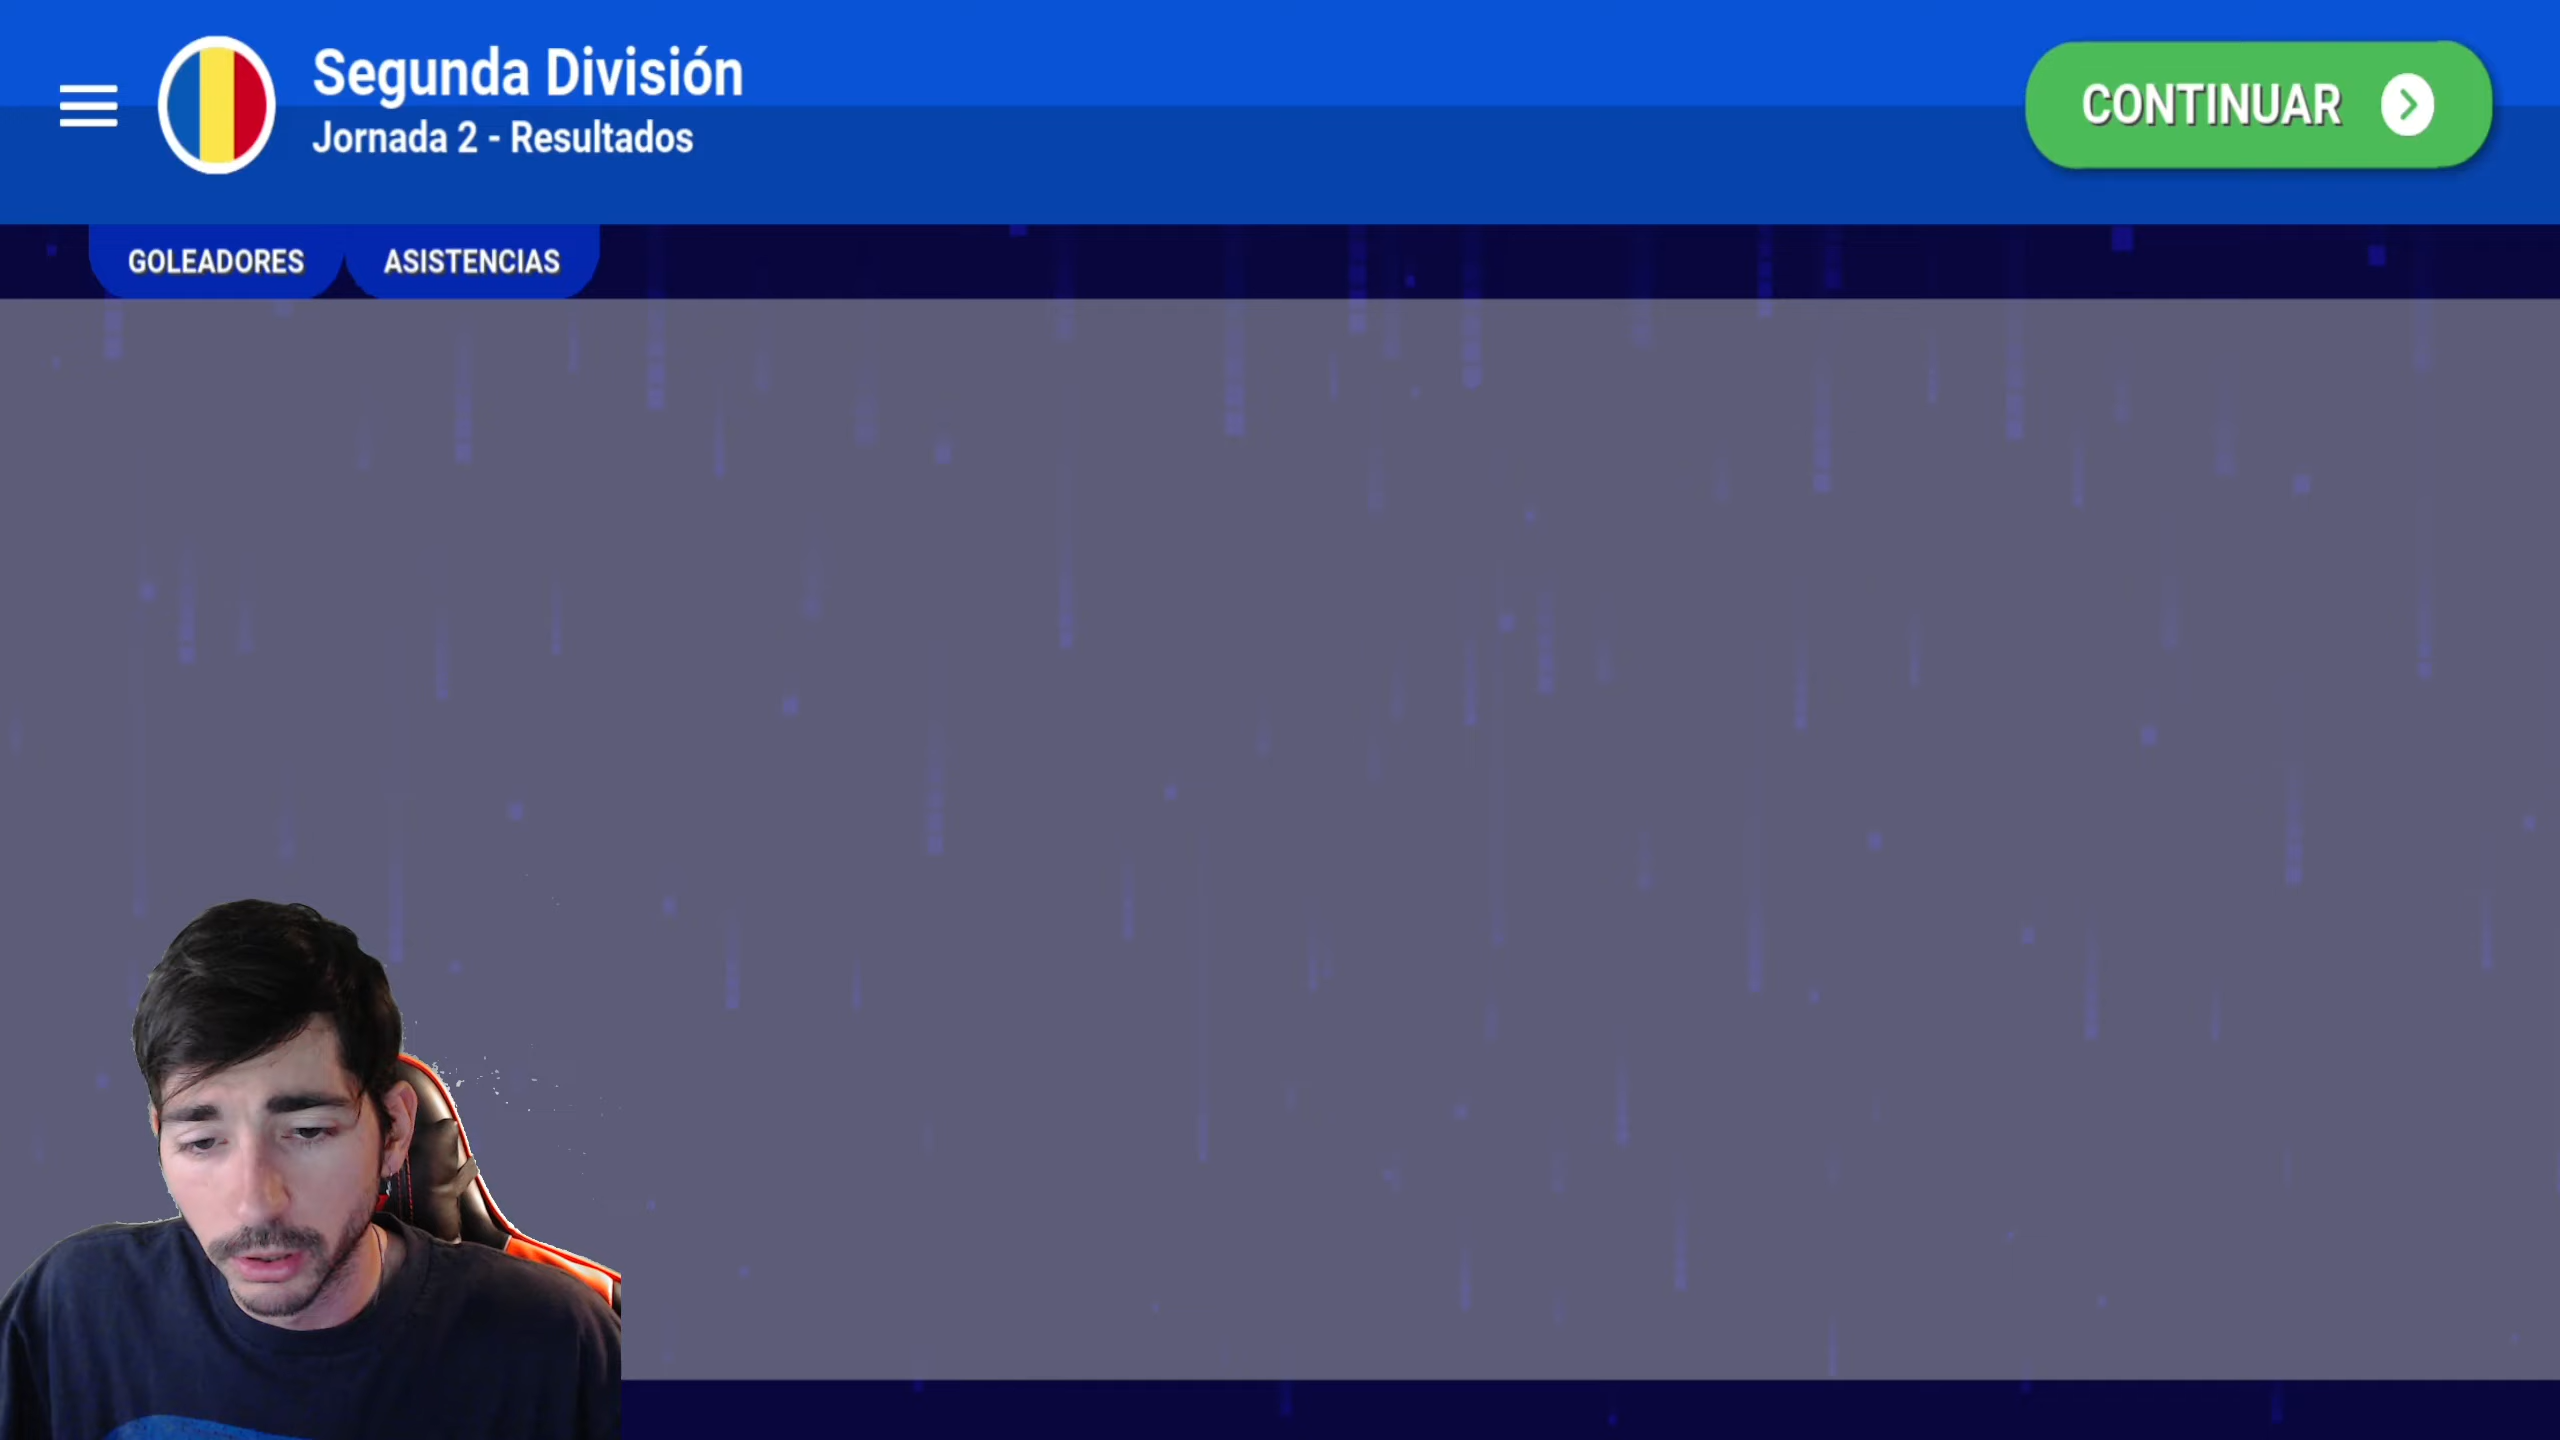 Segunda División
Jornada 2 - Resultados
CONTINUAR
GOLEADORES
ASISTENCIAS